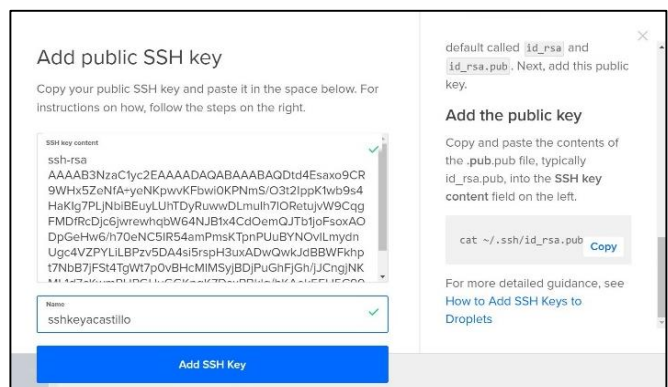 Add public SSH key
Copy your public SSH key and paste it in the space below. For
instructions on how, follow the steps on the right.
SSH key content
ssh-rsa
AAAAB3NzaC1yc2EAAAADAQABAAABAQDtd4Esaxo9CR
9WHx5ZeNfA+yeNKpwvKFbwi0KPNmS/O3t2IppK1wb9s4
HaKlg7PLjNbiBEuyLUhTDyRuwwDLmulh7IORetujvW9Cqg
FMDfRcDjc6jwrewhqbW64NJB1x4CdOemQJTb1joFsoxAO
DpGeHw6/h70eNC5IR54amPmsKTpnPUuBYNOvlLmydn
Ugc4VZPYLiLBPzv5DA4si5rspH3uxADwQwkJdBBWFkhp
t7NbB7jFSt4TgWt7p0vBHcMIMSyjBDjPuGhFjGh/jJCngjNK
Name
sshkeyacastillo
Add SSH Key
default called id_rsa and
id_rsa.pub. Next, add this public
key.
Add the public key
Copy and paste the contents of
the .pub.pub file, typically
id_rsa.pub, into the SSH key
content field on the left.
cat ~/.ssh/id_rsa.pub
Copy
For more detailed guidance, see
How to Add SSH Keys to
Droplets